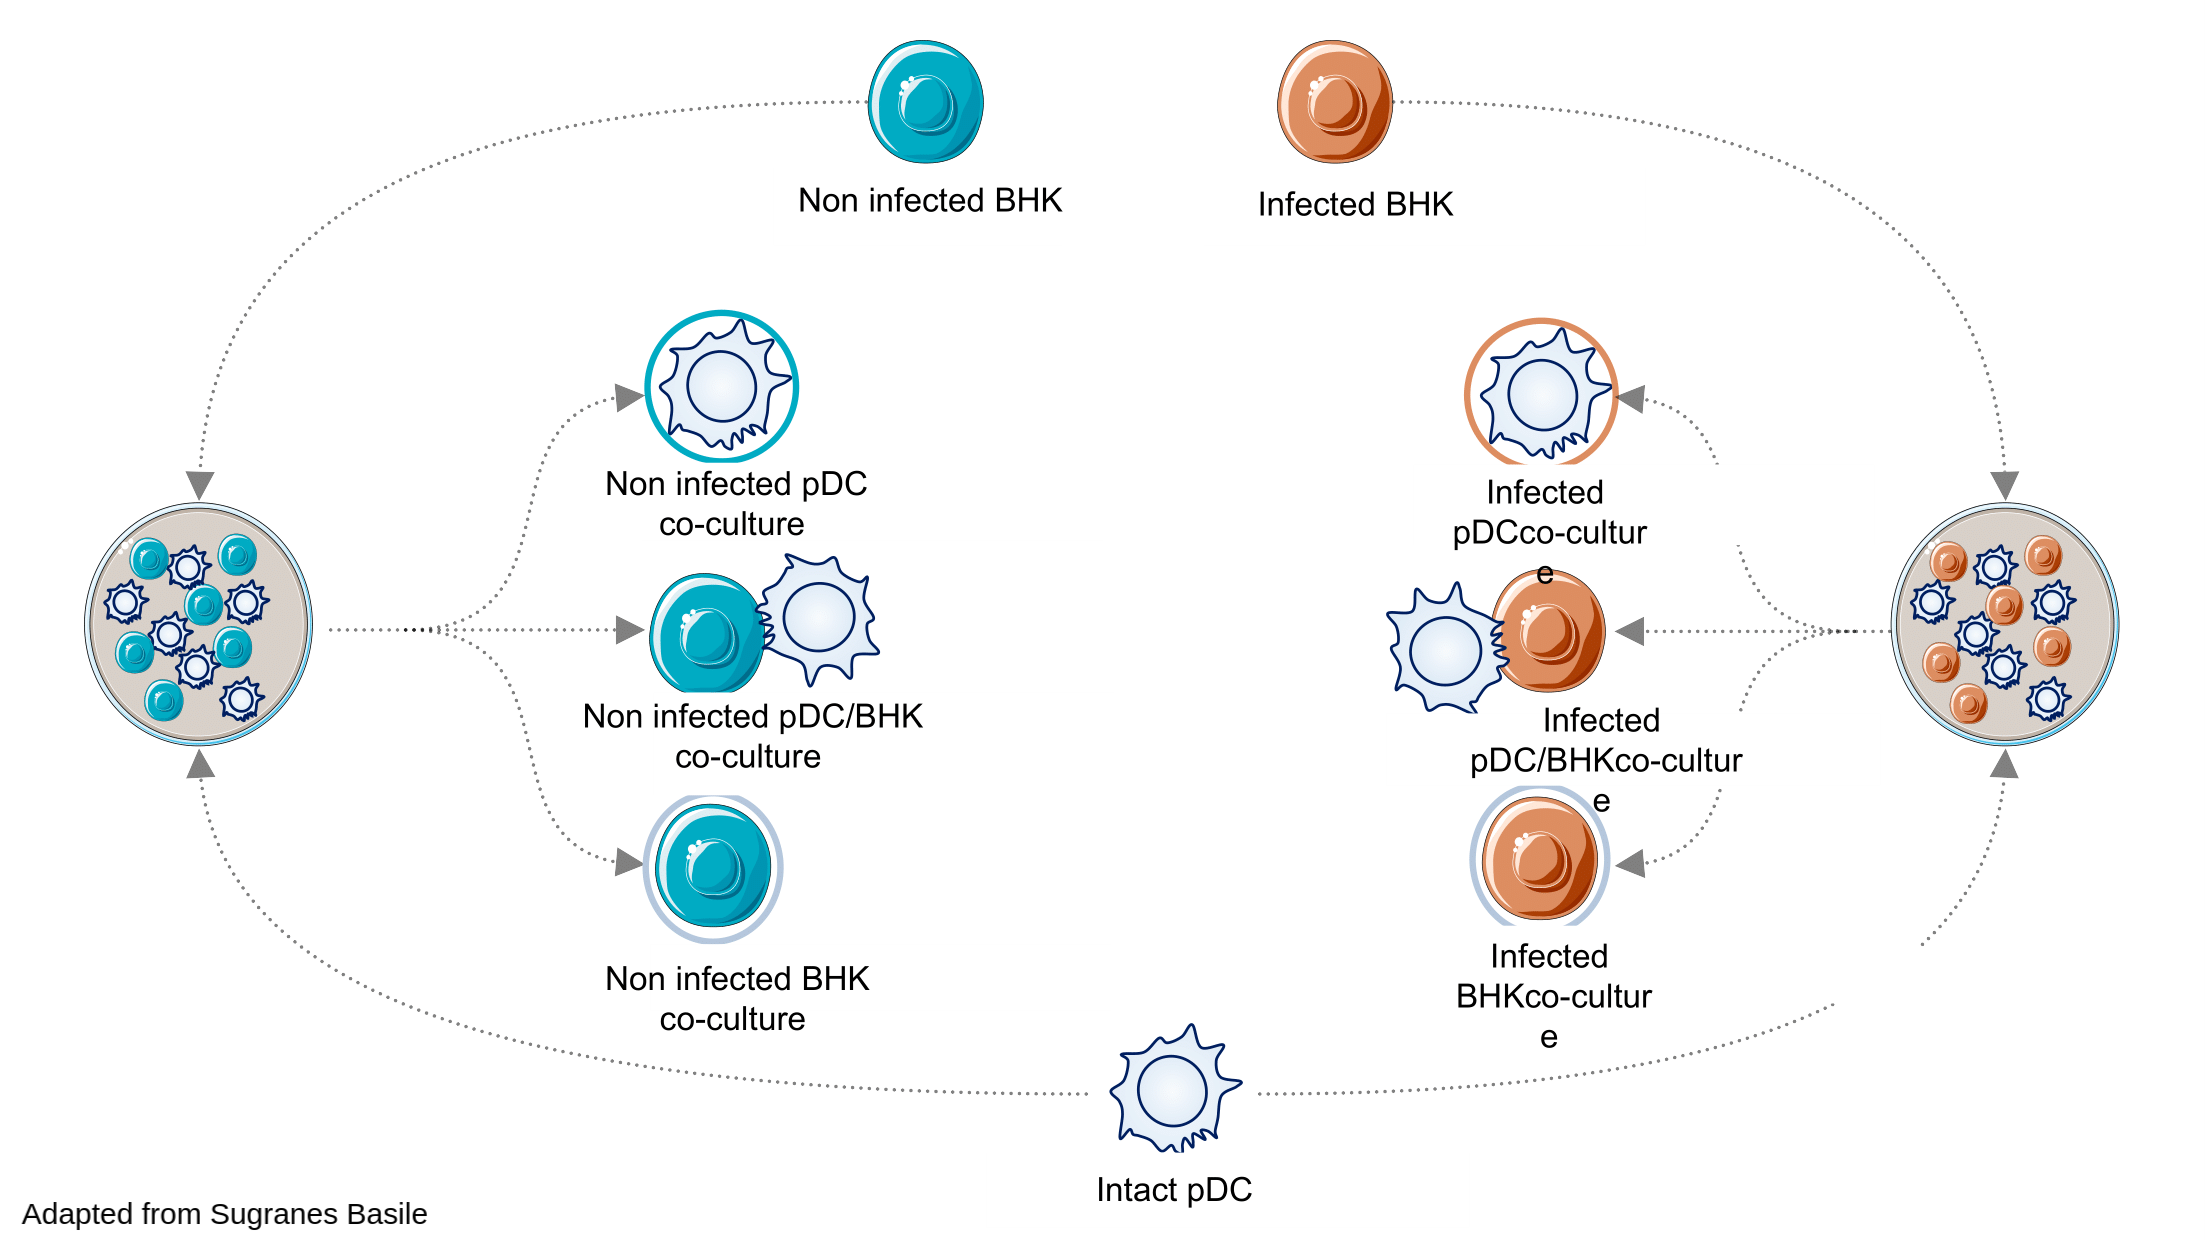 Non infected BHK
Infected BHK
Non infected pDC
co-culture
Non infected pDC/BHK
co-culture
Non infected BHK
co-culture
Infected
pDCco-cultur
e
Infected
pDC/BHKco-cultur
e
Infected
BHKco-cultur
e
Intact pDC
Adapted from Sugranes Basile